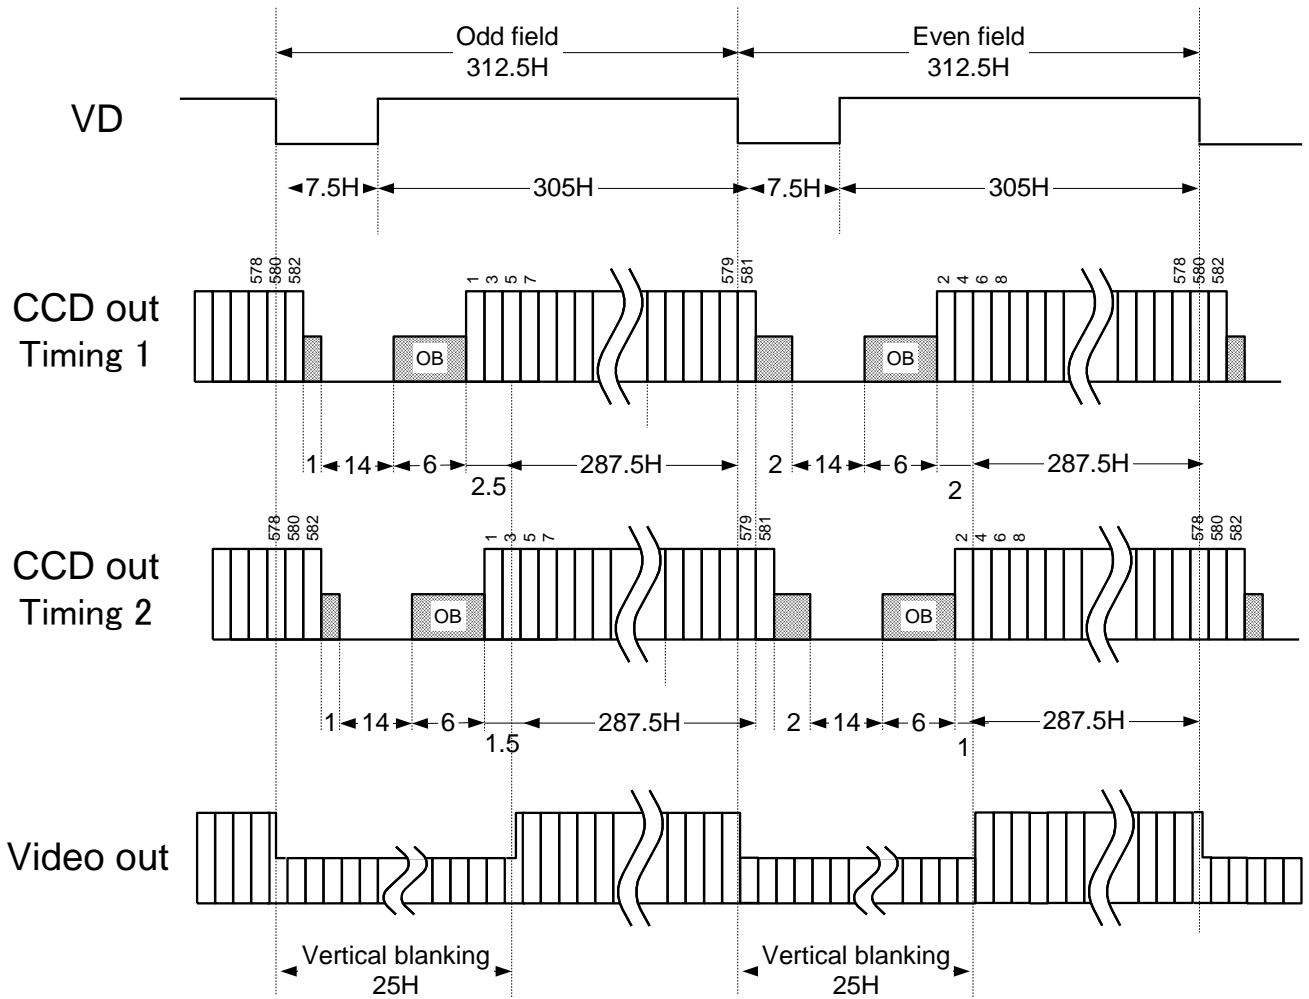 Odd field
312.5H
Even field
312.5H
VD
7.5H
305H
7.5H
305H
578
580
582
1
3
5
7
579
581
2
4
6
8
578
580
582
CCD out
Timing 1
OB
OB
1
14
6
2.5
287.5H
2
14
6
2
287.5H
578
580
582
1
3
5
7
579
581
2
4
6
8
578
580
582
CCD out
Timing 2
OB
OB
1
14
6
1.5
287.5H
2
14
6
1
287.5H
Video out
Vertical blanking
25H
Vertical blanking
25H